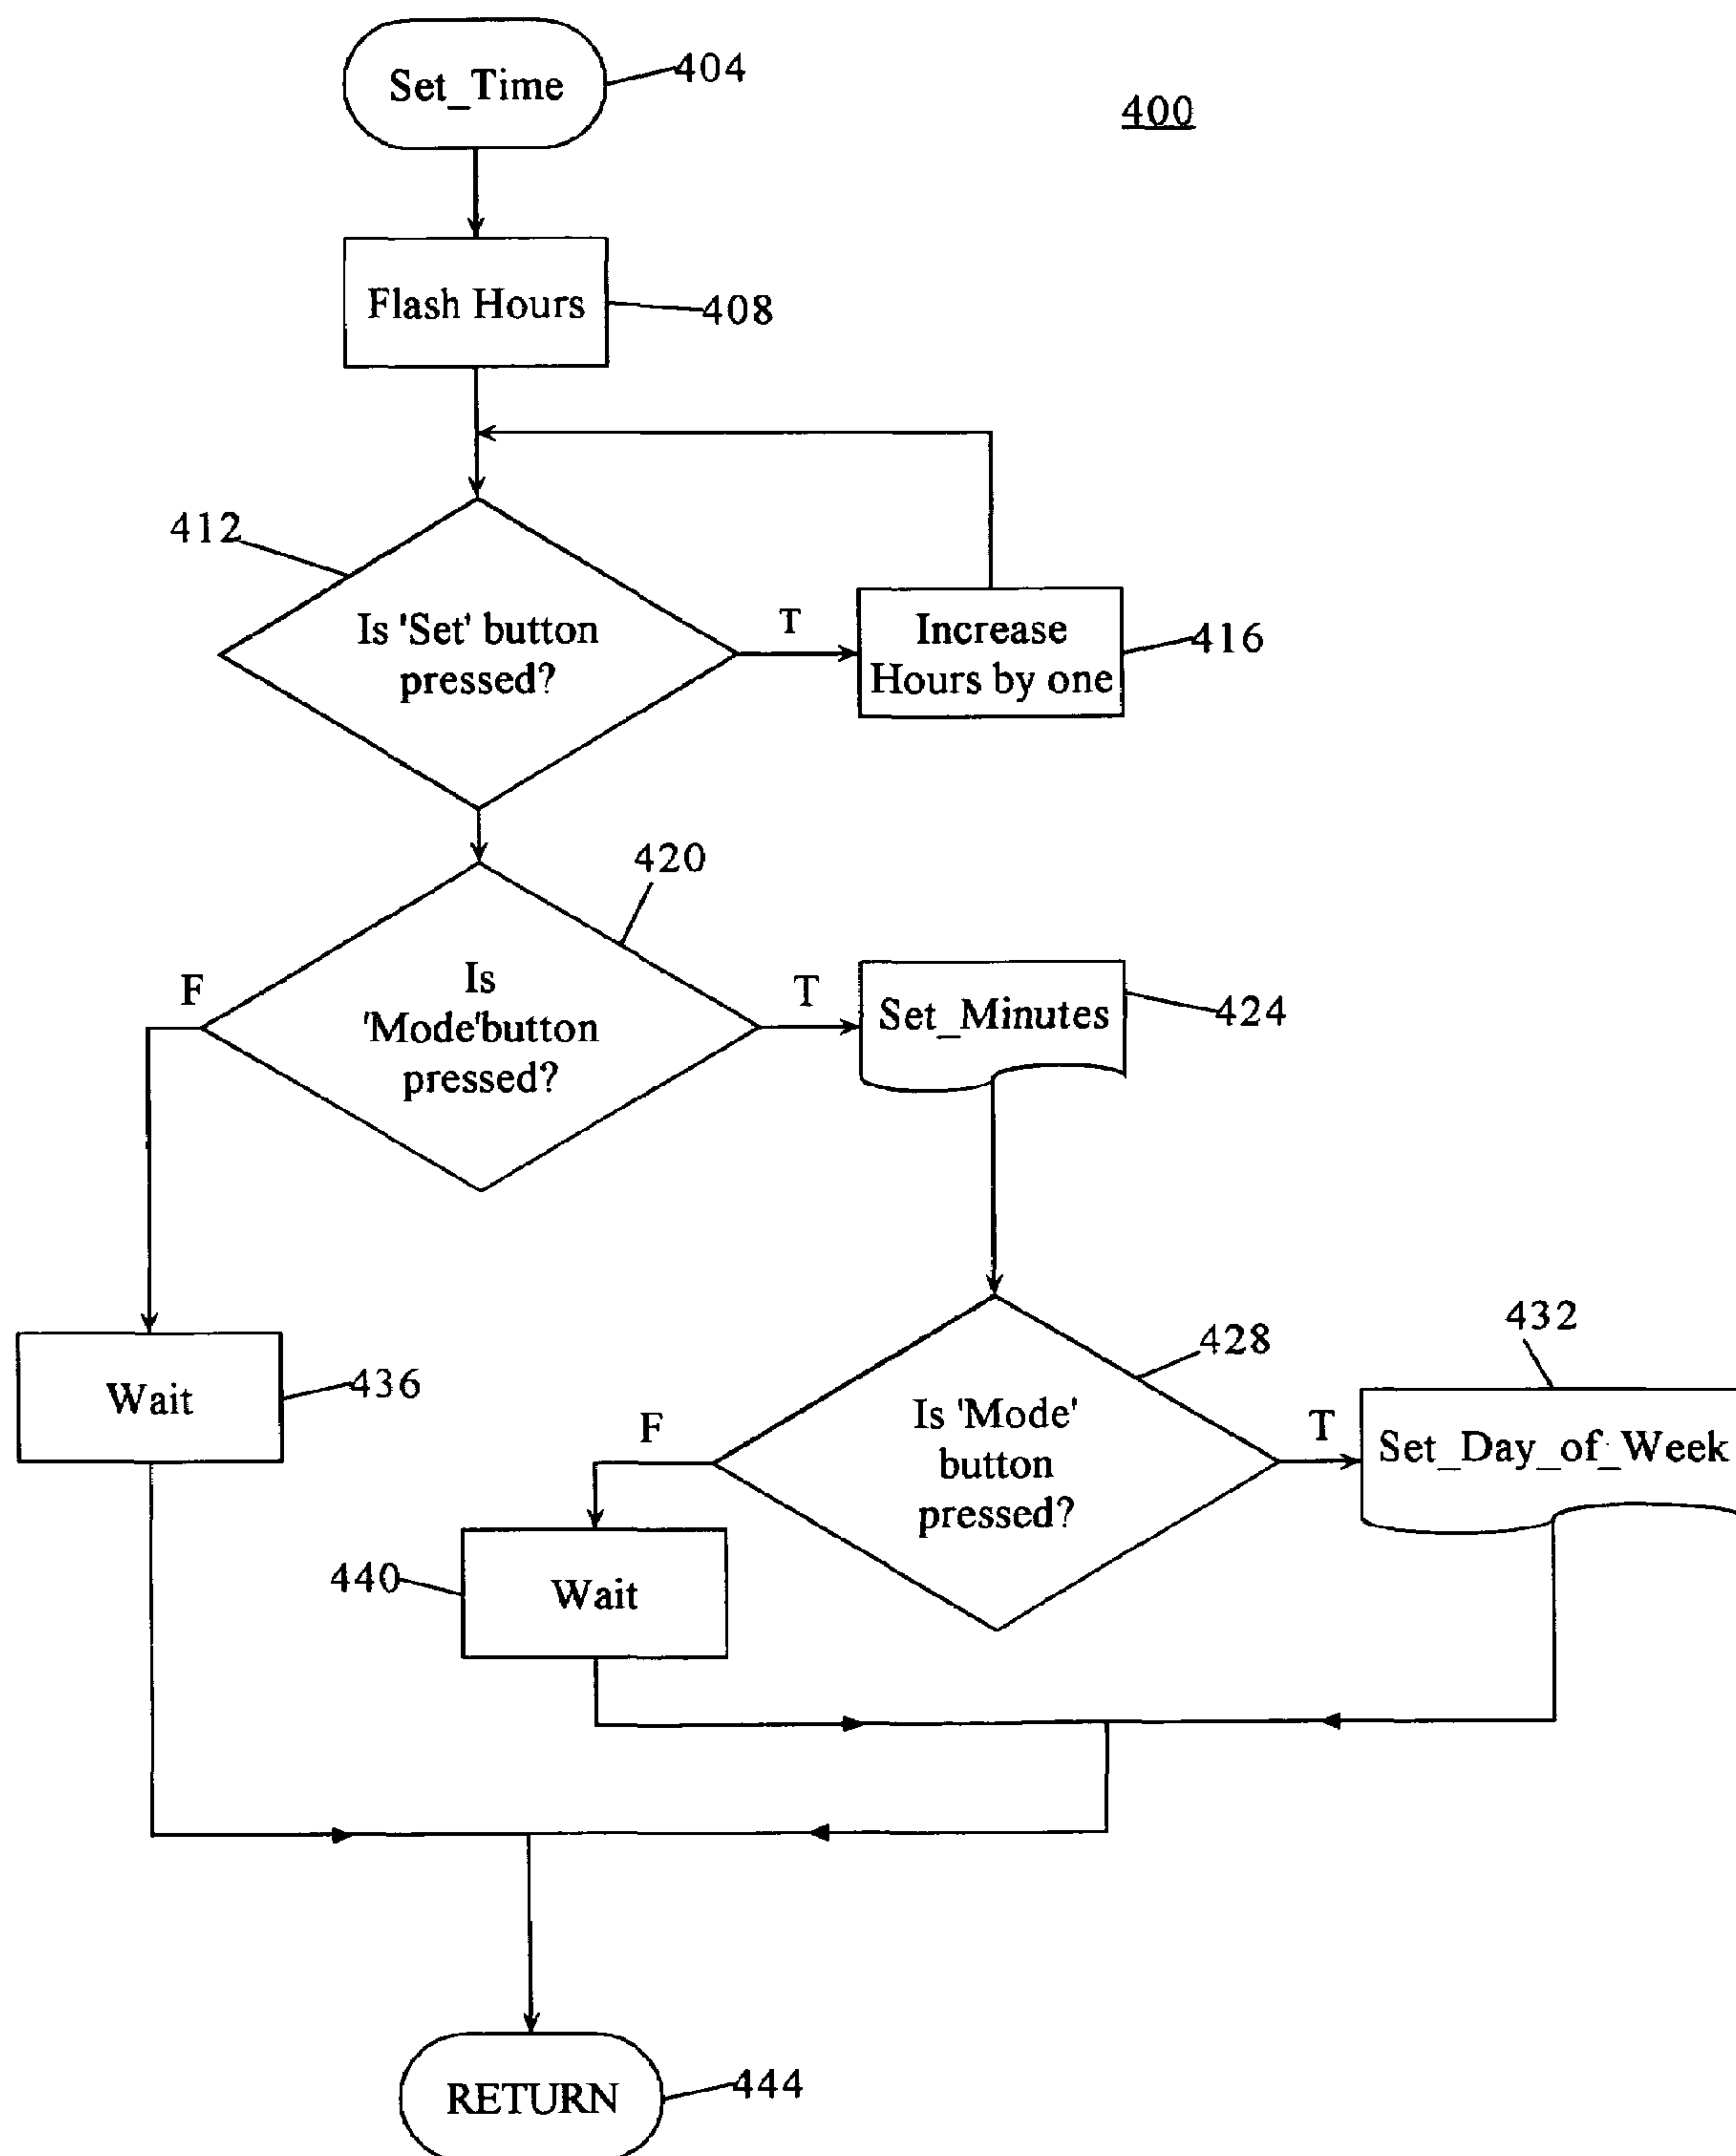 Set_Time
404
400
Flash Hours
408
412
Is 'Set' button
pressed?
T
Increase
Hours by one
416
420
Is
'Mode'button
pressed?
F
T
Set_Minutes
424
Wait
436
428
Is 'Mode'
button
pressed?
F
T
432
Set_Day_of_Week
440
Wait
RETURN
444